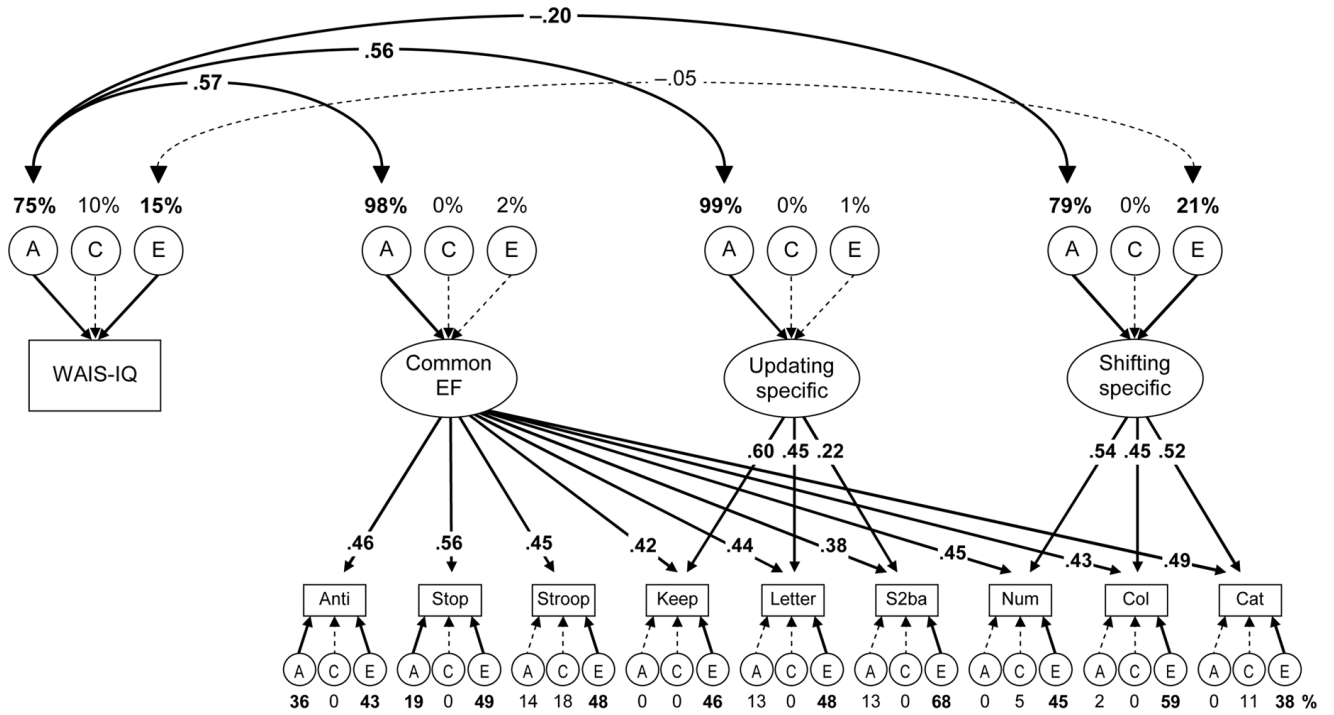 –.20
.56
.57
–.05
75% 10% 15% 98% 0% 2% 99% 0% 1% 79% 0% 21%
A C E A C E A C E A C E
WAIS-IQ
Common
EF
Updating
specific
Shifting
specific
.60 .45 .22 .54 .45 .52
.46 .56 .45 .42 .44 .38 .45 .43 .49
Anti Stop Stroop Keep Letter S2ba Num Col Cat
A C E A C E A C E A C E A C E A C E A C E A C E A C E
36 0 43 19 0 49 14 18 48 0 0 46 13 0 48 13 0 68 0 5 45 2 0 59 0 11 38 %